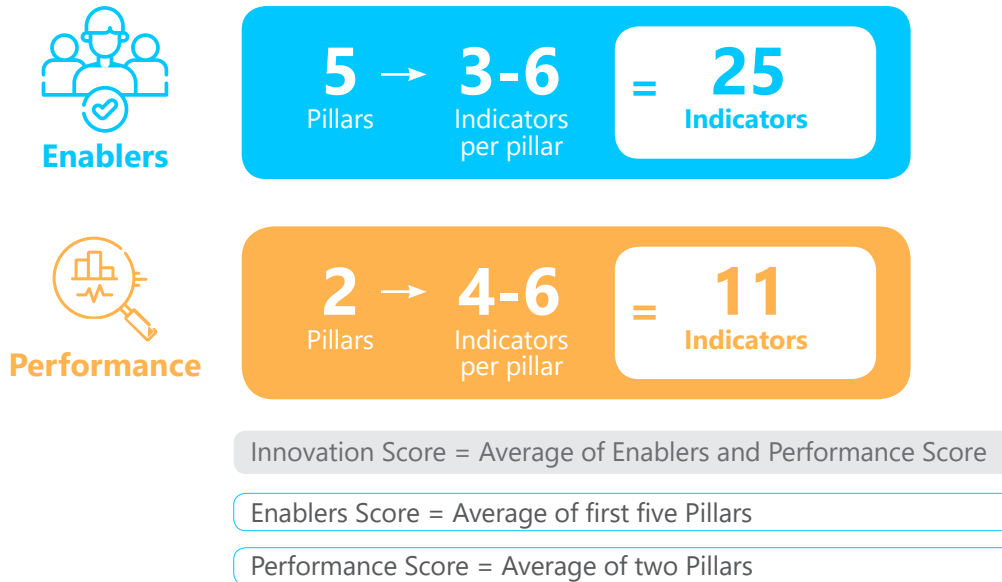 Enablers
5 → 3-6 = 25
Pillars Indicators per pillar Indicators
Performance
2 → 4-6 = 11
Pillars Indicators per pillar Indicators
Innovation Score = Average of Enablers and Performance Score
Enablers Score = Average of first five Pillars
Performance Score = Average of two Pillars